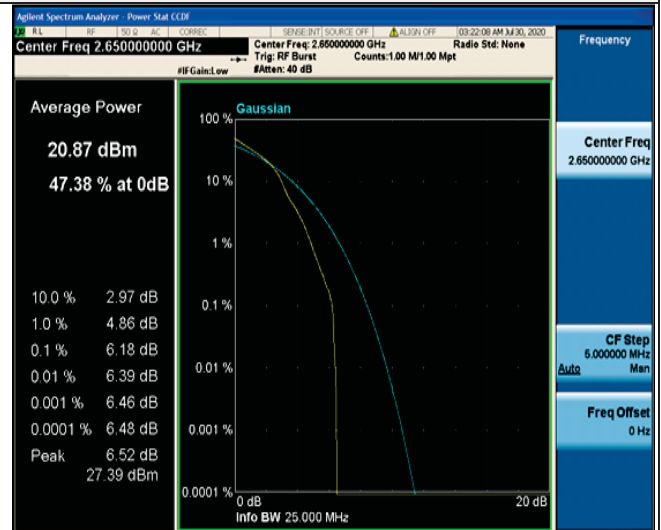 Agilent Spectrum Analyzer - Power Stat CCDF
RL RF 50 Ω AC CORREC SENSE:INT SOURCE OFF ALIGN OFF 03:22:08 AM Jul 30, 2020
Center Freq 2.650000000 GHz
Center Freq: 2.650000000 GHz Radio Std: None
Trig: RF Burst Counts:1.00 M/1.00 Mpt
#IFGain:Low #Atten: 40 dB
Frequency
Average Power
20.87 dBm
47.38 % at 0dB
10.0 % 2.97 dB
1.0 % 4.86 dB
0.1 % 6.18 dB
0.01 % 6.39 dB
0.001 % 6.46 dB
0.0001 % 6.48 dB
Peak 6.52 dB
27.39 dBm
Gaussian
100 %
10 %
1 %
0.1 %
0.01 %
0.001 %
0.0001 %
0 dB 20 dB
Info BW 25.000 MHz
Center Freq
2.650000000 GHz
CF Step
5.000000 MHz
Auto Man
Freq Offset
0 Hz